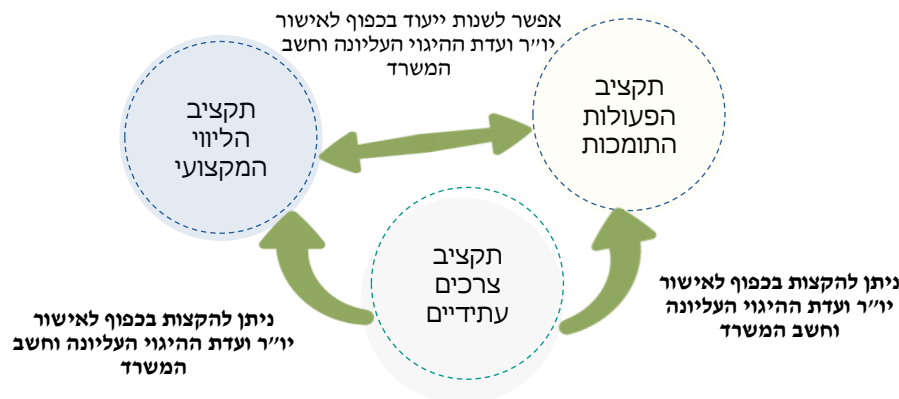 אפשר לשנות ייעוד בכפוף לאישור
יו״ר ועדת ההיגוי העליונה וחשב
המשרד
תקציב
הפעולות
התומכות
תקציב
הליווי
המקצועי
תקציב
צרכים
עתידיים
ניתן להקצות בכפוף לאישור
יו״ר ועדת ההיגוי העליונה
וחשב המשרד
ניתן להקצות בכפוף לאישור
יו״ר ועדת ההיגוי העליונה וחשב
המשרד